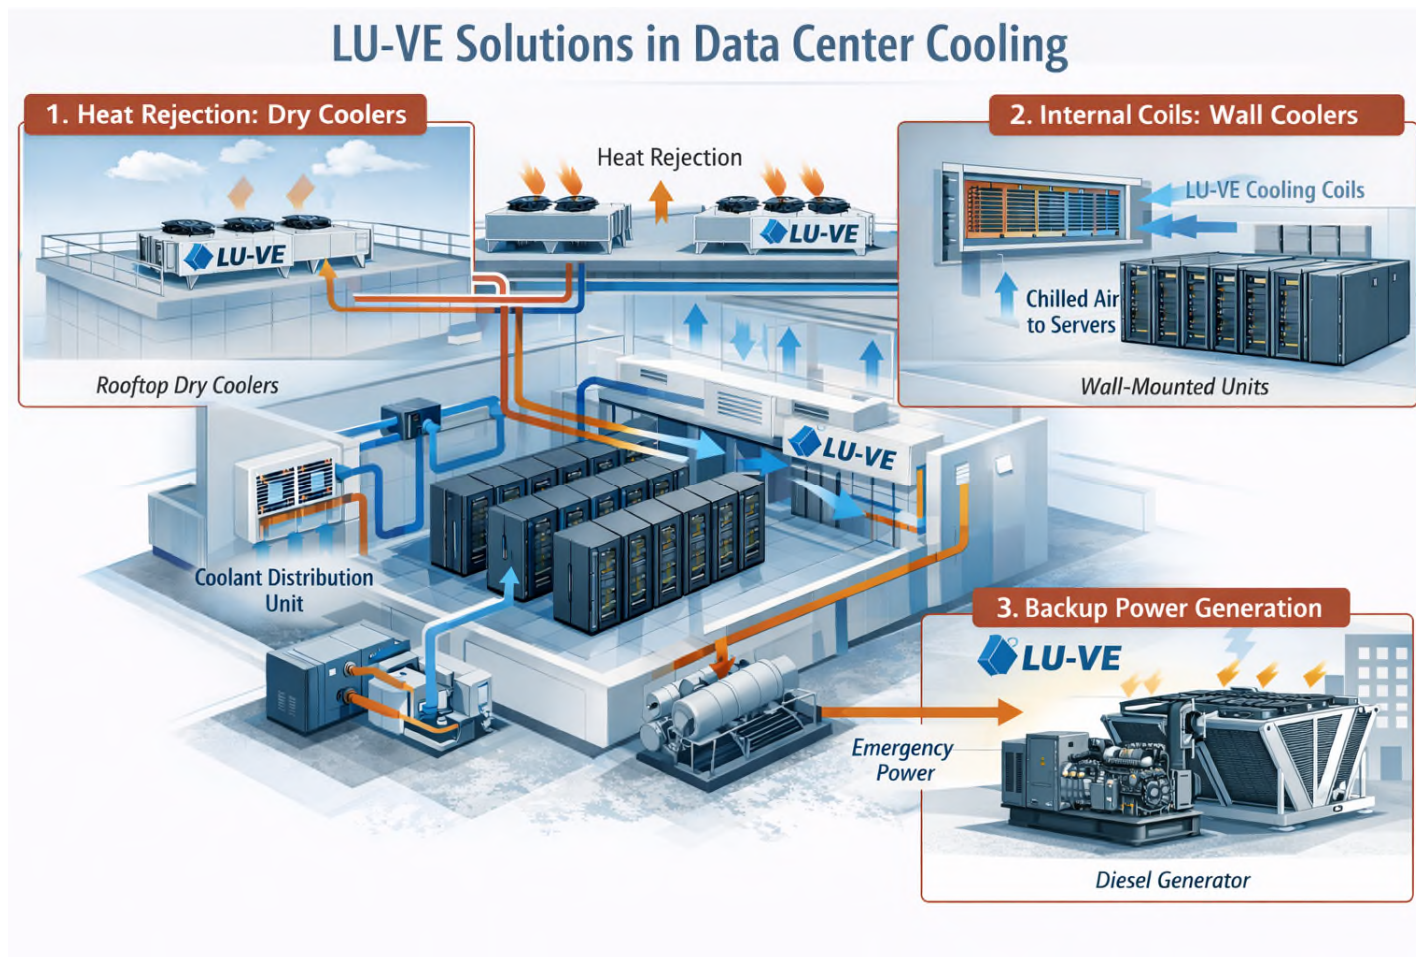 LU-VE Solutions in Data Center Cooling
1. Heat Rejection: Dry Coolers
LU-VE
Rooftop Dry Coolers
Heat Rejection
LU-VE
2. Internal Coils: Wall Coolers
LU-VE Cooling Coils
Chilled Air
to Servers
Wall-Mounted Units
LU-VE
Coolant Distribution
Unit
3. Backup Power Generation
LU-VE
Emergency
Power
Diesel Generator